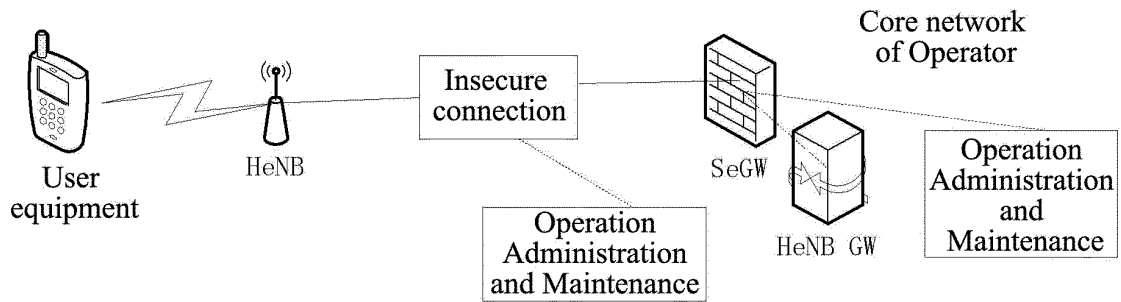 User
equipment
HeNB
Insecure
connection
Operation
Administration
and Maintenance
SeGW
HeNB GW
Core network
of Operator
Operation
Administration
and
Maintenance